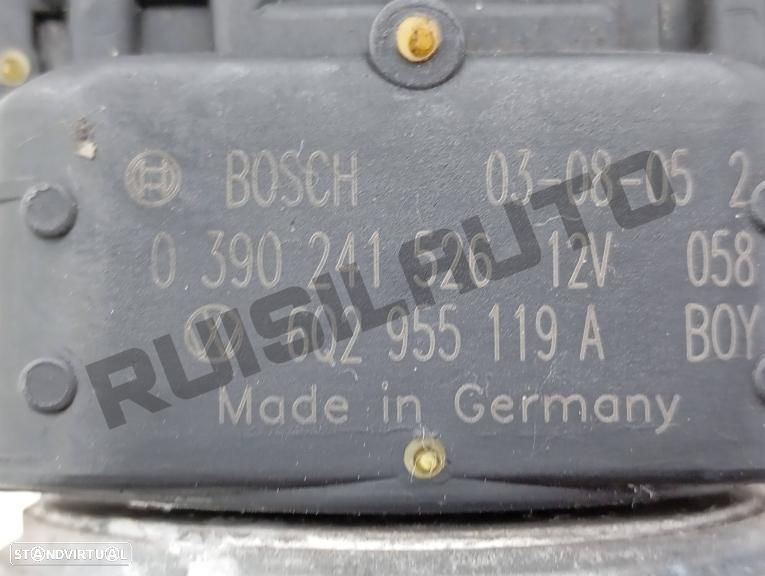 BOSCH 03-08-05 2
0 390 241 526 12V 058
6Q2 955 119 A BOY
Made in Germany
RUISILAUTO
STANDVIRTUAL